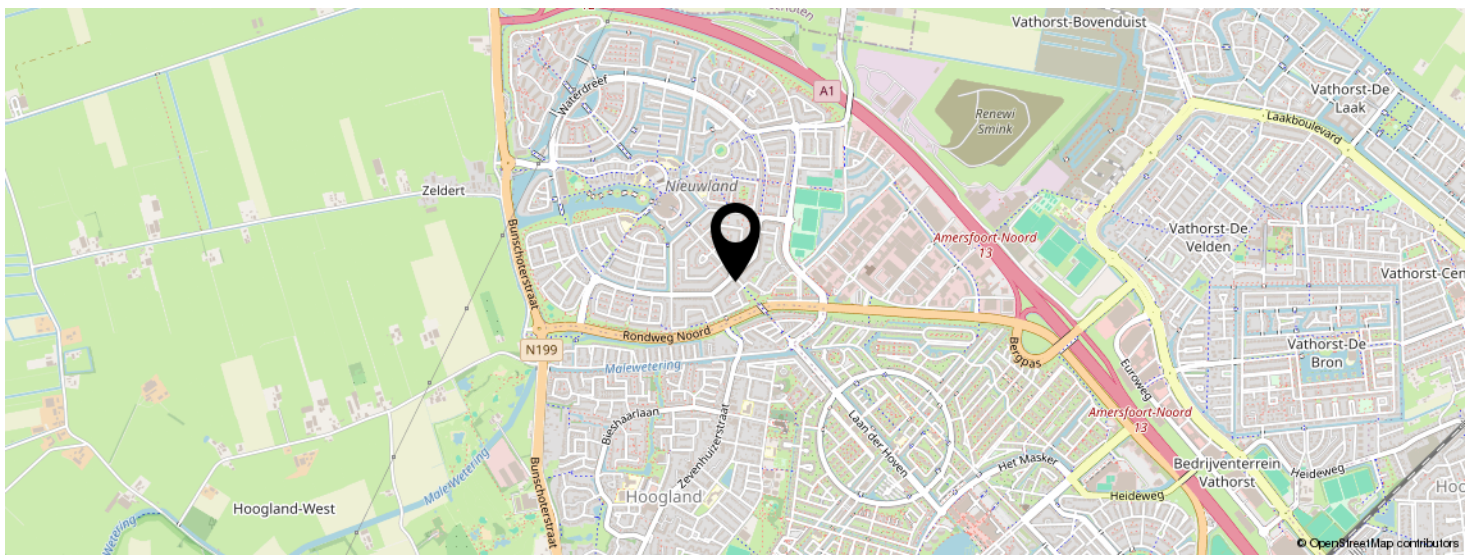 Vathorst-Bovenduist
A1
Waterdreef
Renewi
Smink
Vathorst-De
Laak
Laakboulevard
Zeldert
Nieuwland
Bunschoterstraat
Amersfoort-Noord
13
Vathorst-De
Velden
Vathorst-Cen
Rondweg Noord
N199
Malewetering
Bergpas
Vathorst-De
Bron
Euroweg
Bieshaarlaan
Zevenhuizerstraat
Laan der Hoven
Amersfoort-Noord
13
Het Masker
Bedrijventerrein
Vathorst
Heideweg
Heideweg
Malewetering
Bunschoterstraat
Hoogland
Hoogland-West
wetering
Hoo
© OpenStreetMap contributors